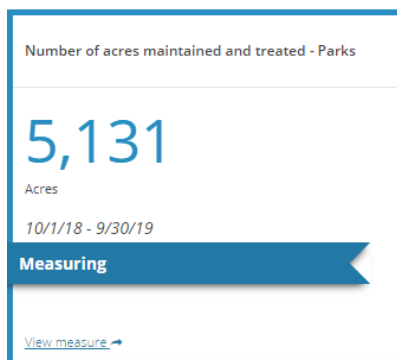 Number of acres maintained and treated - Parks
5,131
Acres
10/1/18 - 9/30/19
Measuring
View measure